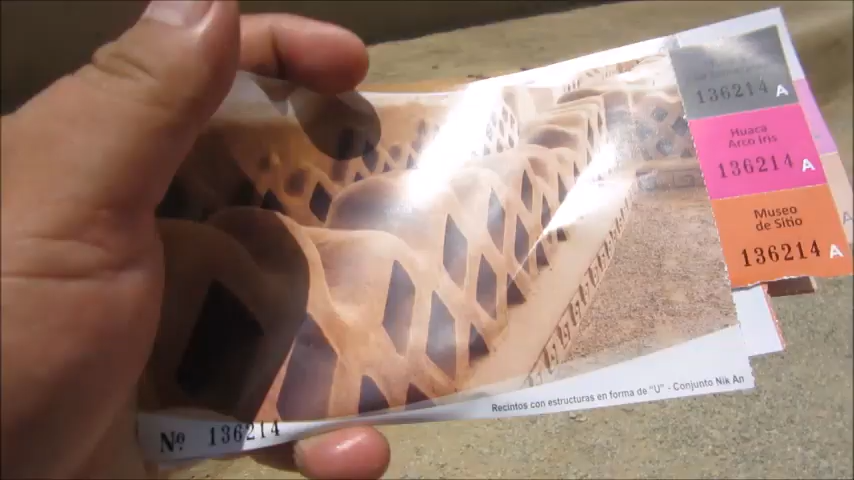 136214 A
Huaca
Arco Iris
136214 A
Museo
de Sitio
136214 A
Recintos con estructuras en forma de "U" - Conjunto Nik An
Nº 136214